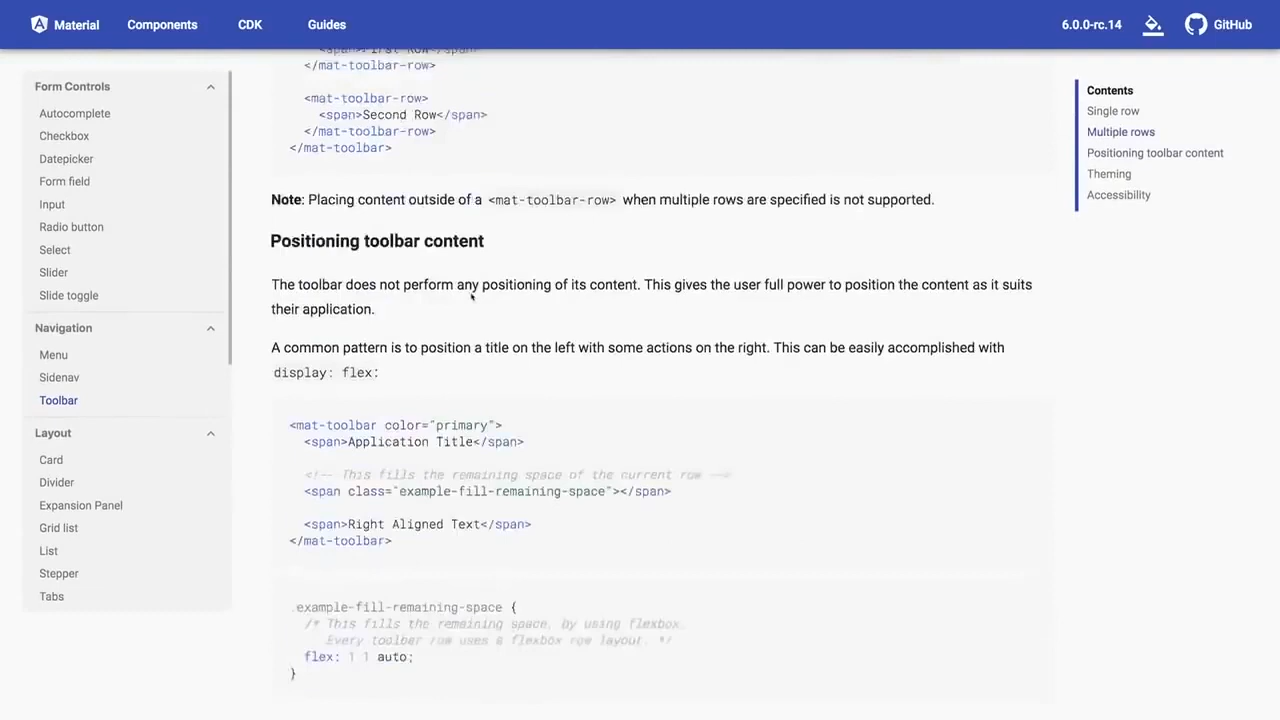 Material
Components
CDK
Guides
6.0.0-rc.14
GitHub
Form Controls
Autocomplete
Checkbox
Datepicker
Form field
Input
Radio button
Select
Slider
Slide toggle
Navigation
Menu
Sidenav
Toolbar
Layout
Card
Divider
Expansion Panel
Grid list
List
Stepper
Tabs
<span>First Row</span>
</mat-toolbar-row>
<mat-toolbar-row>
<span>Second Row</span>
</mat-toolbar-row>
</mat-toolbar>
Note: Placing content outside of a <mat-toolbar-row> when multiple rows are specified is not supported.
Positioning toolbar content
The toolbar does not perform any positioning of its content. This gives the user full power to position the content as it suits
their application.
A common pattern is to position a title on the left with some actions on the right. This can be easily accomplished with
display: flex:
<mat-toolbar color="primary">
<span>Application Title</span>
<!-- This fills the remaining space of the current row -->
<span class="example-fill-remaining-space"></span>
<span>Right Aligned Text</span>
</mat-toolbar>
.example-fill-remaining-space {
/* This fills the remaining space, by using flexbox.
Every toolbar row uses a flexbox row layout. */
flex: 1 1 auto;
}
Contents
Single row
Multiple rows
Positioning toolbar content
Theming
Accessibility